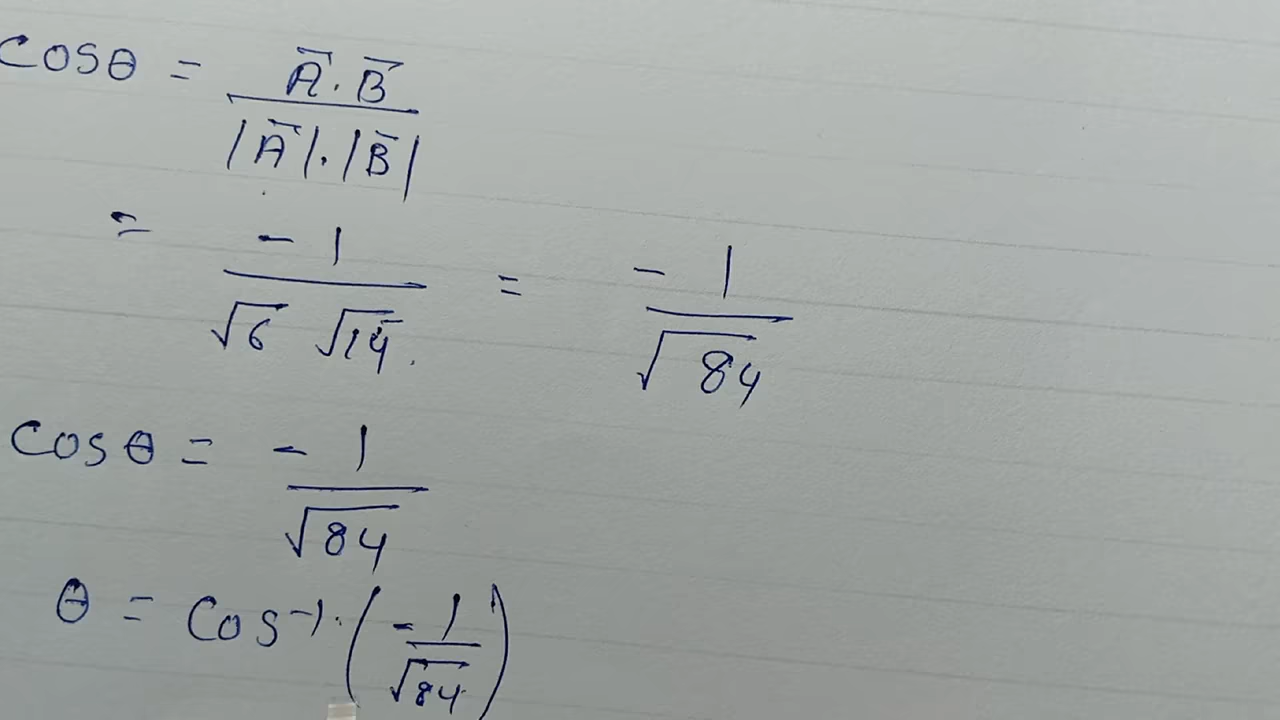 cosθ = A⃗ . B⃗ / |A⃗| . |B⃗|
= - 1 / √6 √14 . = - 1 / √84
cosθ = - 1 / √84
θ = Cos⁻¹ . (- 1 / √84)